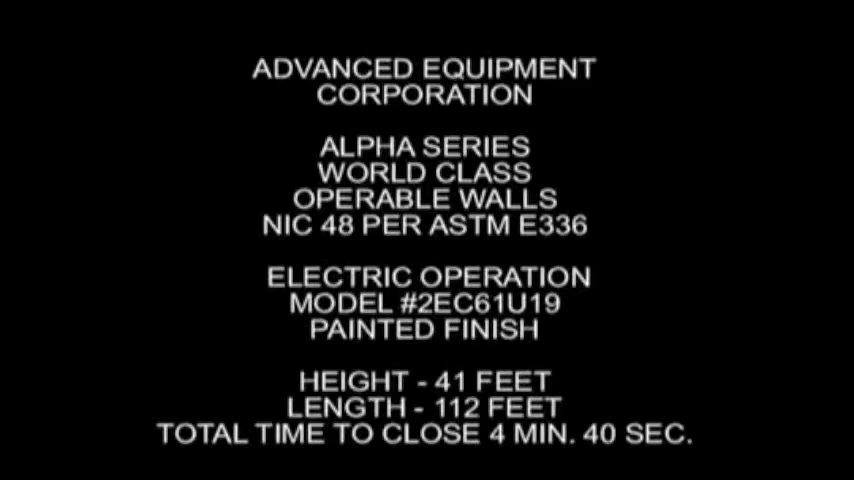 ADVANCED EQUIPMENT
CORPORATION
ALPHA SERIES
WORLD CLASS
OPERABLE WALLS
NIC 48 PER ASTM E336
ELECTRIC OPERATION
MODEL #2EC61U19
PAINTED FINISH
HEIGHT - 41 FEET
LENGTH - 112 FEET
TOTAL TIME TO CLOSE 4 MIN. 40 SEC.